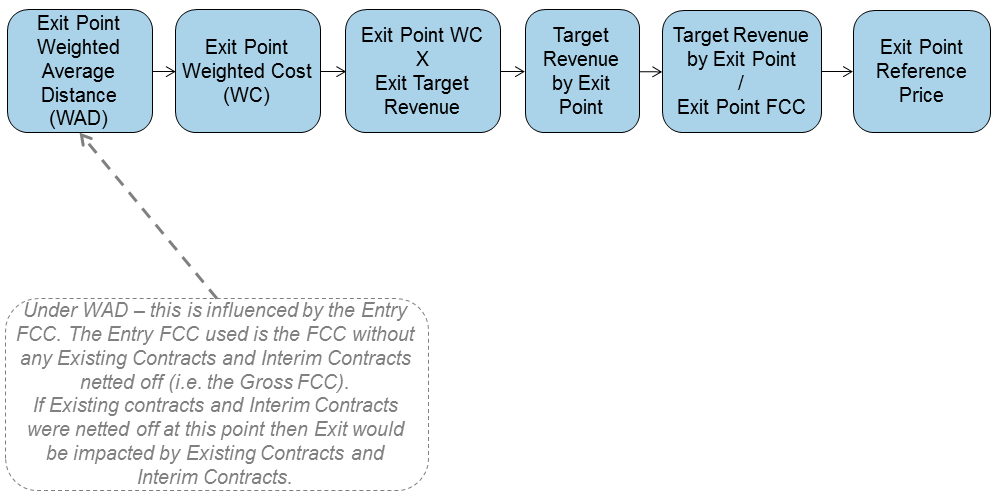 Exit Point
Weighted
Average
Distance
(WAD)
Exit Point
Weighted Cost
(WC)
Exit Point WC
X
Exit Target
Revenue
Target
Revenue
by Exit
Point
Target Revenue
by Exit Point
/
Exit Point FCC
Exit Point
Reference
Price
Under WAD – this is influenced by the Entry
FCC. The Entry FCC used is the FCC without
any Existing Contracts and Interim Contracts
netted off (i.e. the Gross FCC).
If Existing contracts and Interim Contracts
were netted off at this point then Exit would
be impacted by Existing Contracts and
Interim Contracts.